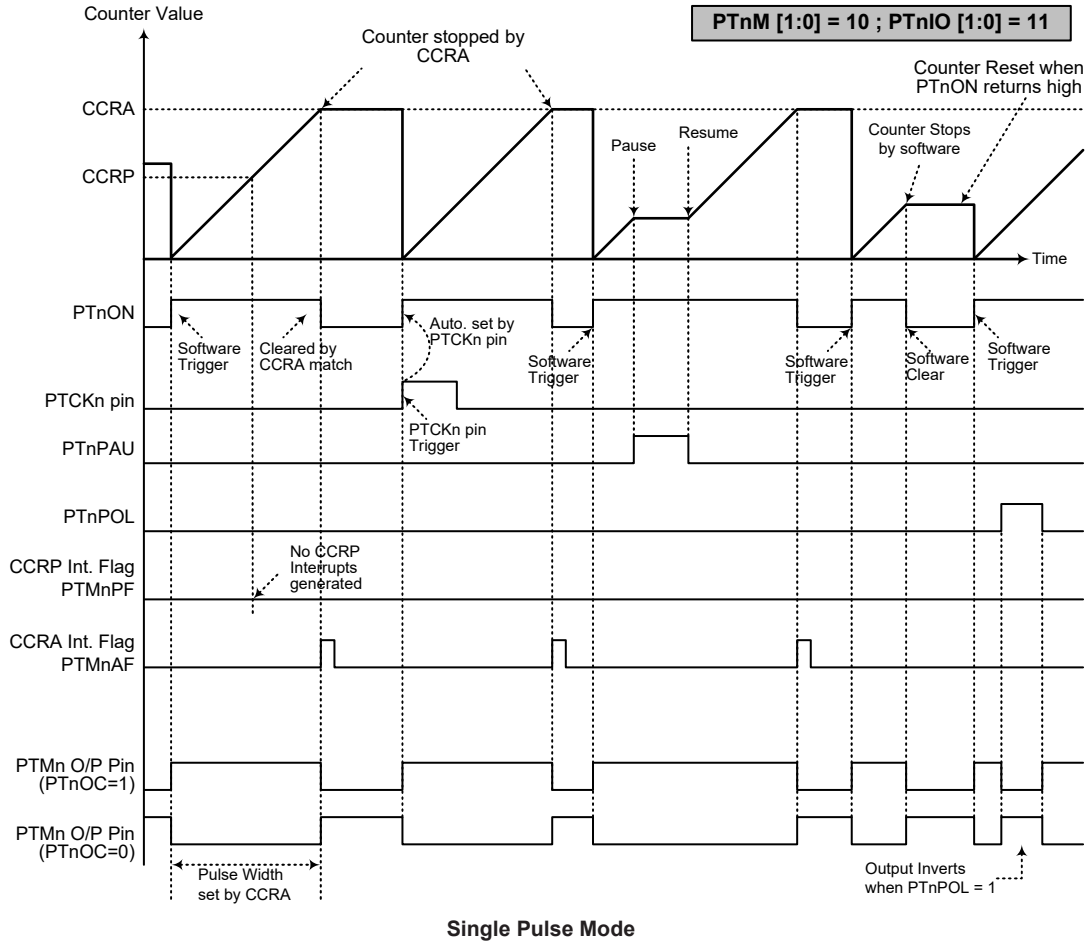 Counter Value
PTnM [1:0] = 10 ; PTnIO [1:0] = 11
Counter stopped by
CCRA
Counter Reset when
PTnON returns high
CCRA
Pause
Resume
Counter Stops
by software
CCRP
Time
PTnON
Software
Trigger
Cleared by
CCRA match
Auto. set by
PTCKn pin
Software
Trigger
Software
Trigger
Software
Clear
Software
Trigger
PTCKn pin
PTCKn pin
Trigger
PTnPAU
PTnPOL
CCRP Int. Flag
PTMnPF
No CCRP
Interrupts
generated
CCRA Int. Flag
PTMnAF
PTMn O/P Pin
(PTnOC=1)
PTMn O/P Pin
(PTnOC=0)
Pulse Width
set by CCRA
Output Inverts
when PTnPOL = 1
Single Pulse Mode